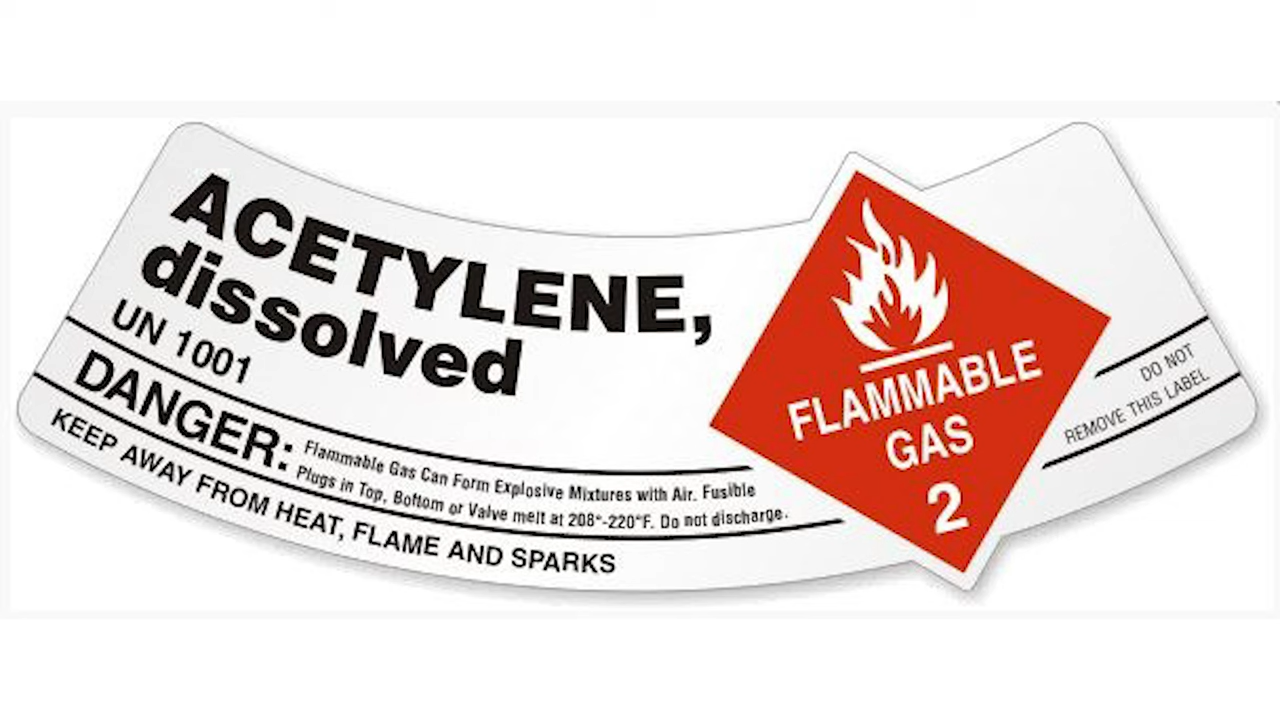 ACETYLENE,
dissolved
UN 1001
DANGER:
Flammable Gas Can Form Explosive Mixtures with Air. Fusible
Plugs in Top, Bottom or Valve melt at 208°-220°F. Do not discharge.
KEEP AWAY FROM HEAT, FLAME AND SPARKS
FLAMMABLE
GAS
2
DO NOT
REMOVE THIS LABEL